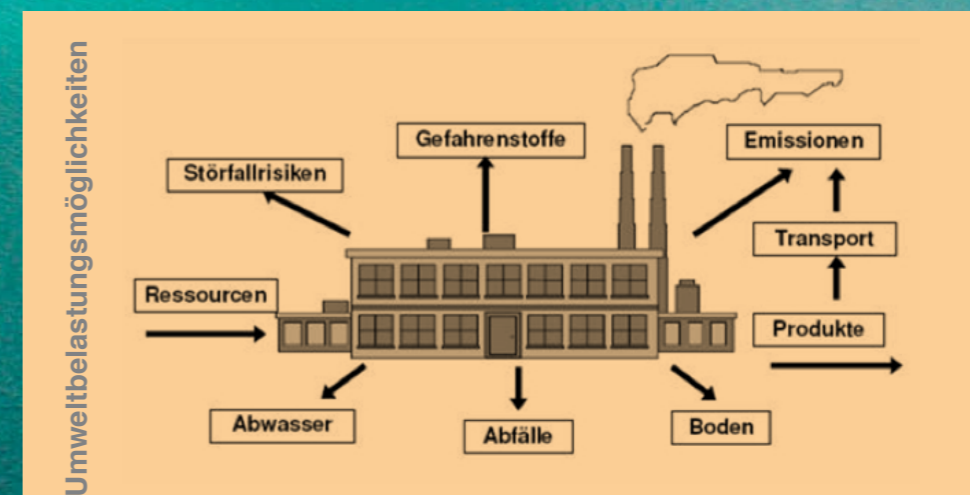 Umweltbelastungsmöglichkeiten
Gefahrenstoffe
Emissionen
Störfallrisiken
Transport
Ressourcen
Produkte
Abwasser
Abfälle
Boden